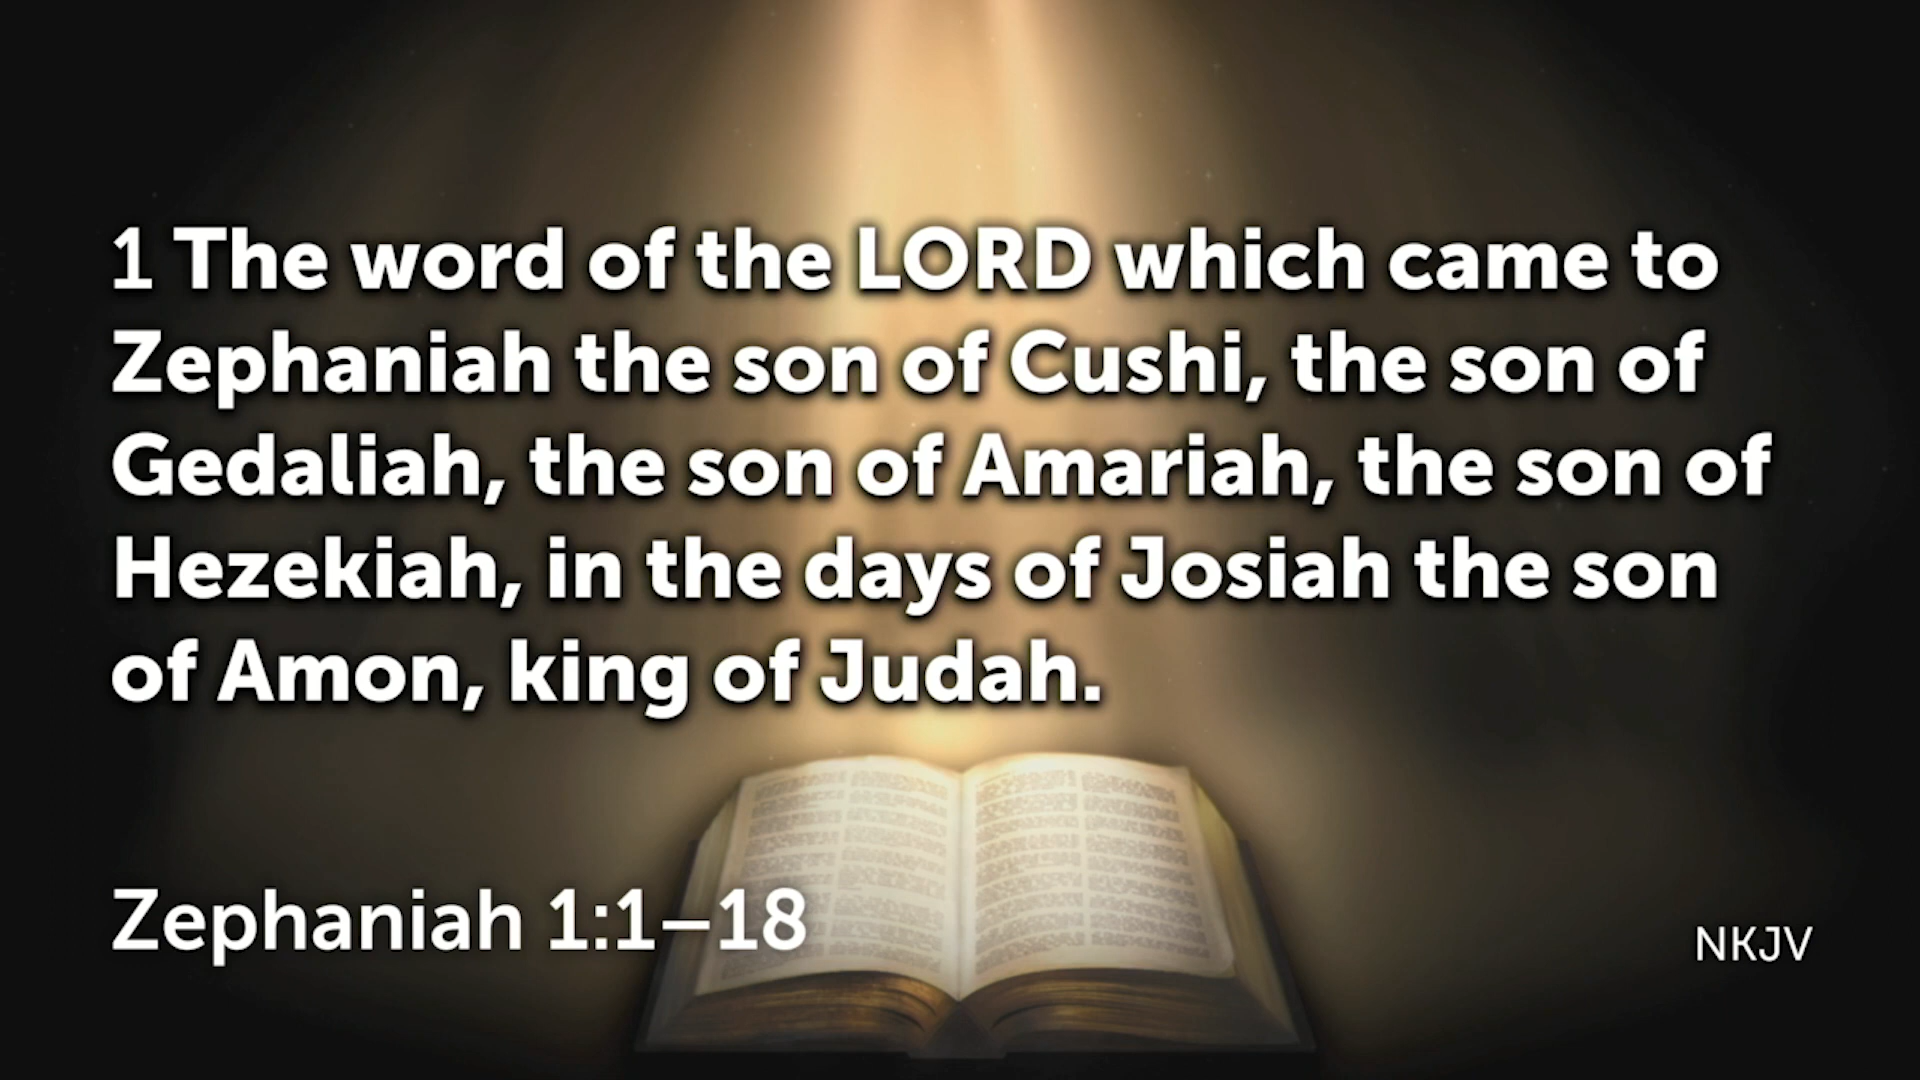 1 The word of the LORD which came to
Zephaniah the son of Cushi, the son of
Gedaliah, the son of Amariah, the son of
Hezekiah, in the days of Josiah the son
of Amon, king of Judah.
Zephaniah 1:1–18
NKJV